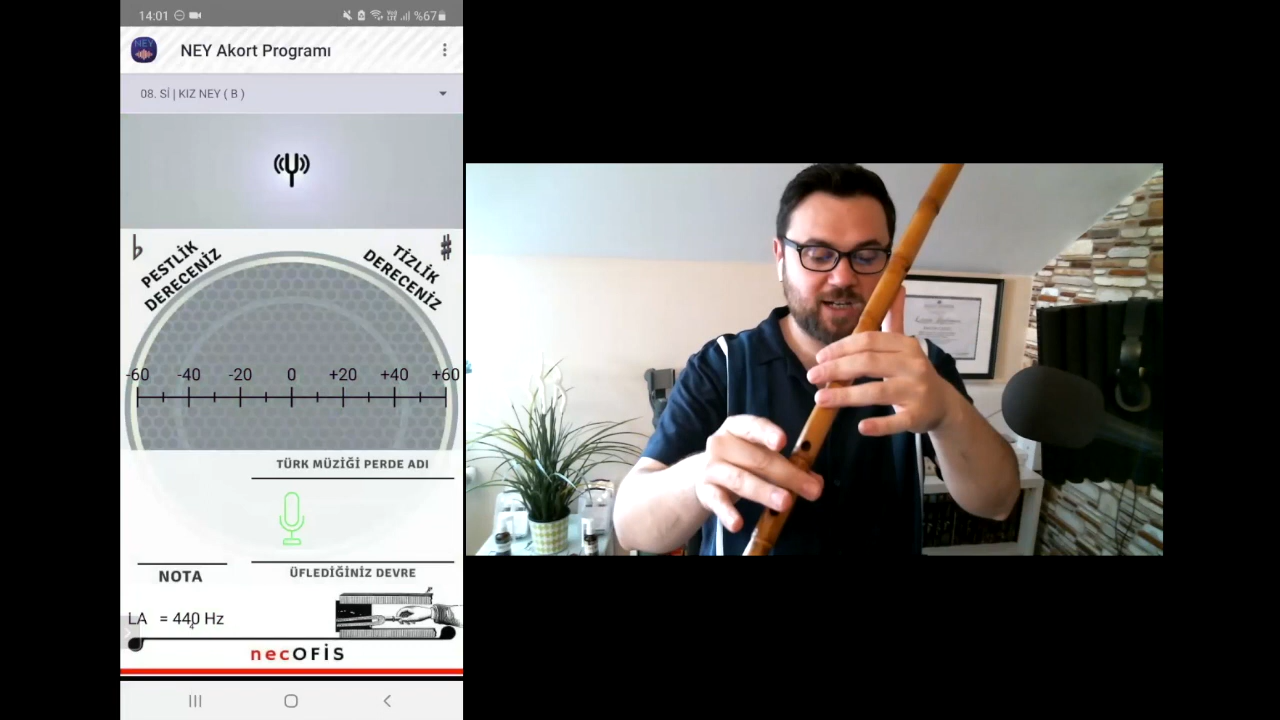 14:01 %67
NEY Akort Programı
08. Sİ | KIZ NEY ( B )
PESTLİK
DERECENİZ
TİZLİK
DERECENİZ
-60 -40 -20 0 +20 +40 +60
TÜRK MÜZİĞİ PERDE ADI
NOTA
ÜFLEDİĞİNİZ DEVRE
LA = 440 Hz
necOFİS